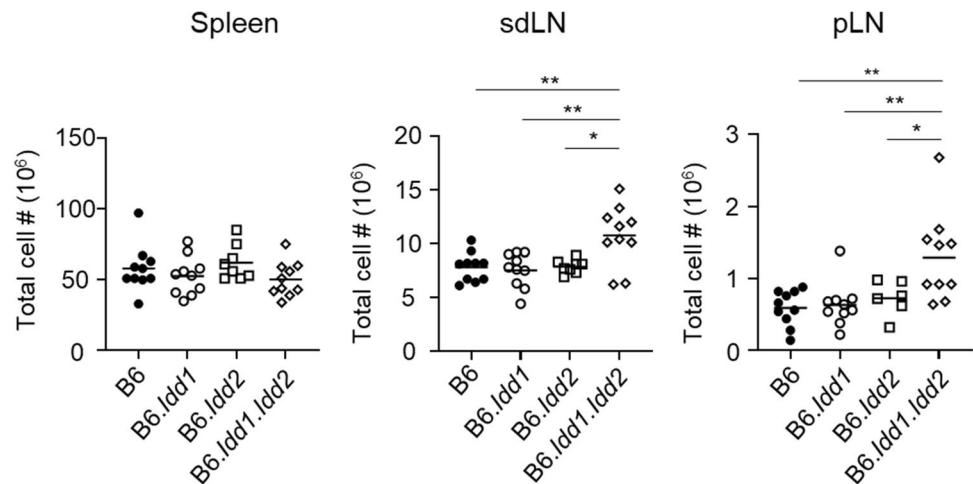 Spleen
sdLN
pLN
Total cell # (10⁶)
150
100
50
0
B6
B6.Idd1
B6.Idd2
B6.Idd1.Idd2
**
**
*
Total cell # (10⁶)
20
15
10
5
0
B6
B6.Idd1
B6.Idd2
B6.Idd1.Idd2
**
**
*
Total cell # (10⁶)
3
2
1
0
B6
B6.Idd1
B6.Idd2
B6.Idd1.Idd2